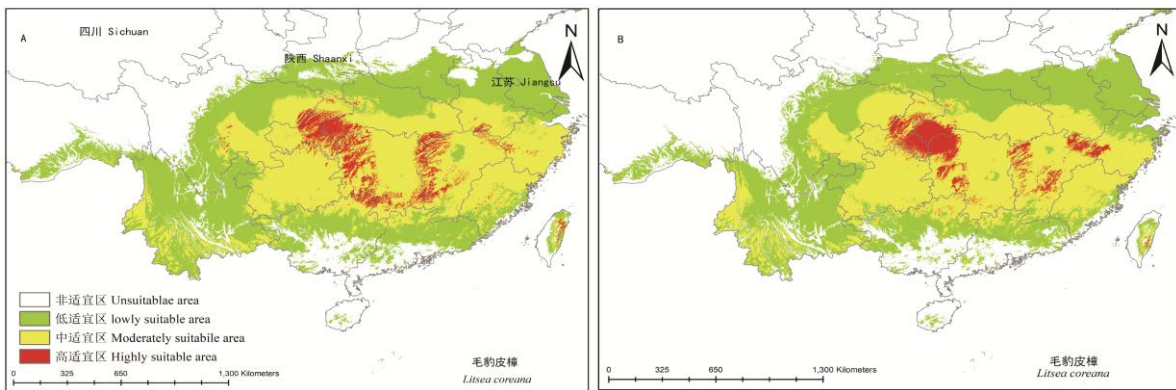 A
四川 Sichuan
陕西 Shaanxi
江苏 Jiangsu
N
非适宜区 Unsuitablae area
低适宜区 lowly suitable area
中适宜区 Moderately suitabile area
高适宜区 Highly suitable area
0 325 650 1,300 Kilometers
毛豹皮樟
Litsea coreana
B
N
毛豹皮樟
Litsea coreana
0 325 650 1,300 Kilometers